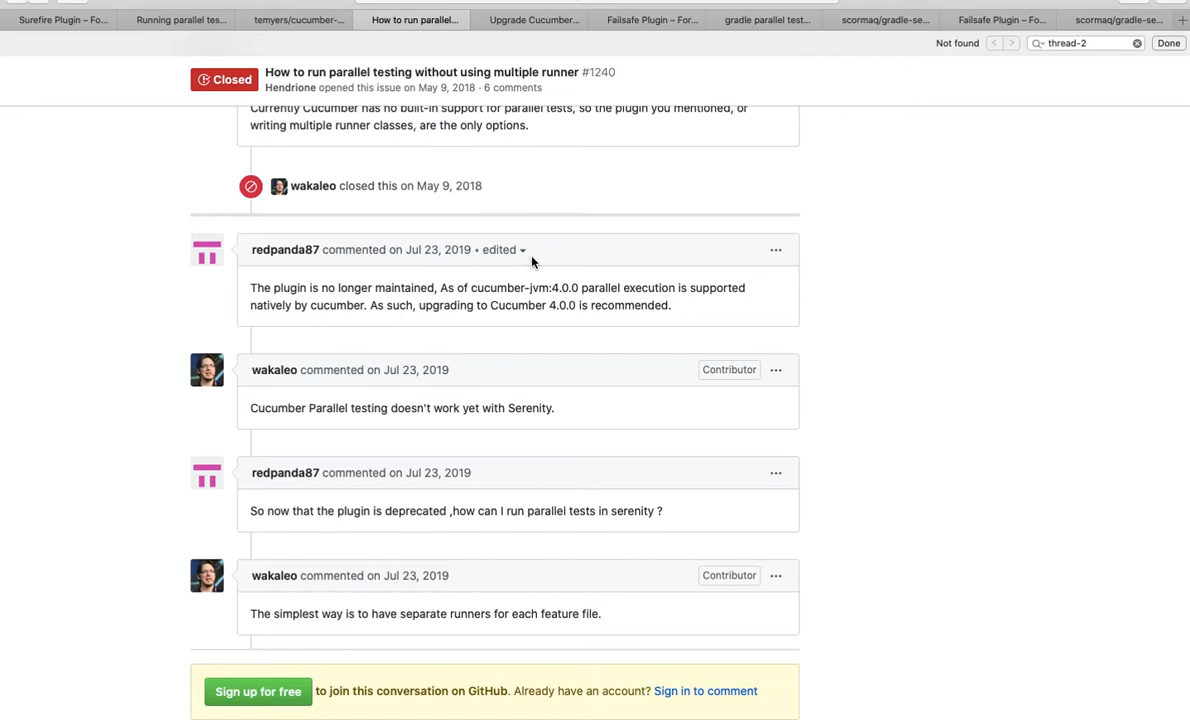 Surefire Plugin – Fo...
Running parallel tes...
temyers/cucumber-...
How to run parallel...
Upgrade Cucumber...
Failsafe Plugin – For...
gradle parallel test...
scormaq/gradle-se...
Failsafe Plugin – Fo...
scormaq/gradle-se...
Not found
thread-2
Done
Closed
How to run parallel testing without using multiple runner #1240
Hendrione opened this issue on May 9, 2018 · 6 comments
Currently Cucumber has no built-in support for parallel tests, so the plugin you mentioned, or
writing multiple runner classes, are the only options.
wakaleo closed this on May 9, 2018
redpanda87 commented on Jul 23, 2019 • edited
The plugin is no longer maintained, As of cucumber-jvm:4.0.0 parallel execution is supported
natively by cucumber. As such, upgrading to Cucumber 4.0.0 is recommended.
wakaleo commented on Jul 23, 2019
Contributor
Cucumber Parallel testing doesn't work yet with Serenity.
redpanda87 commented on Jul 23, 2019
So now that the plugin is deprecated ,how can I run parallel tests in serenity ?
wakaleo commented on Jul 23, 2019
Contributor
The simplest way is to have separate runners for each feature file.
Sign up for free to join this conversation on GitHub. Already have an account? Sign in to comment